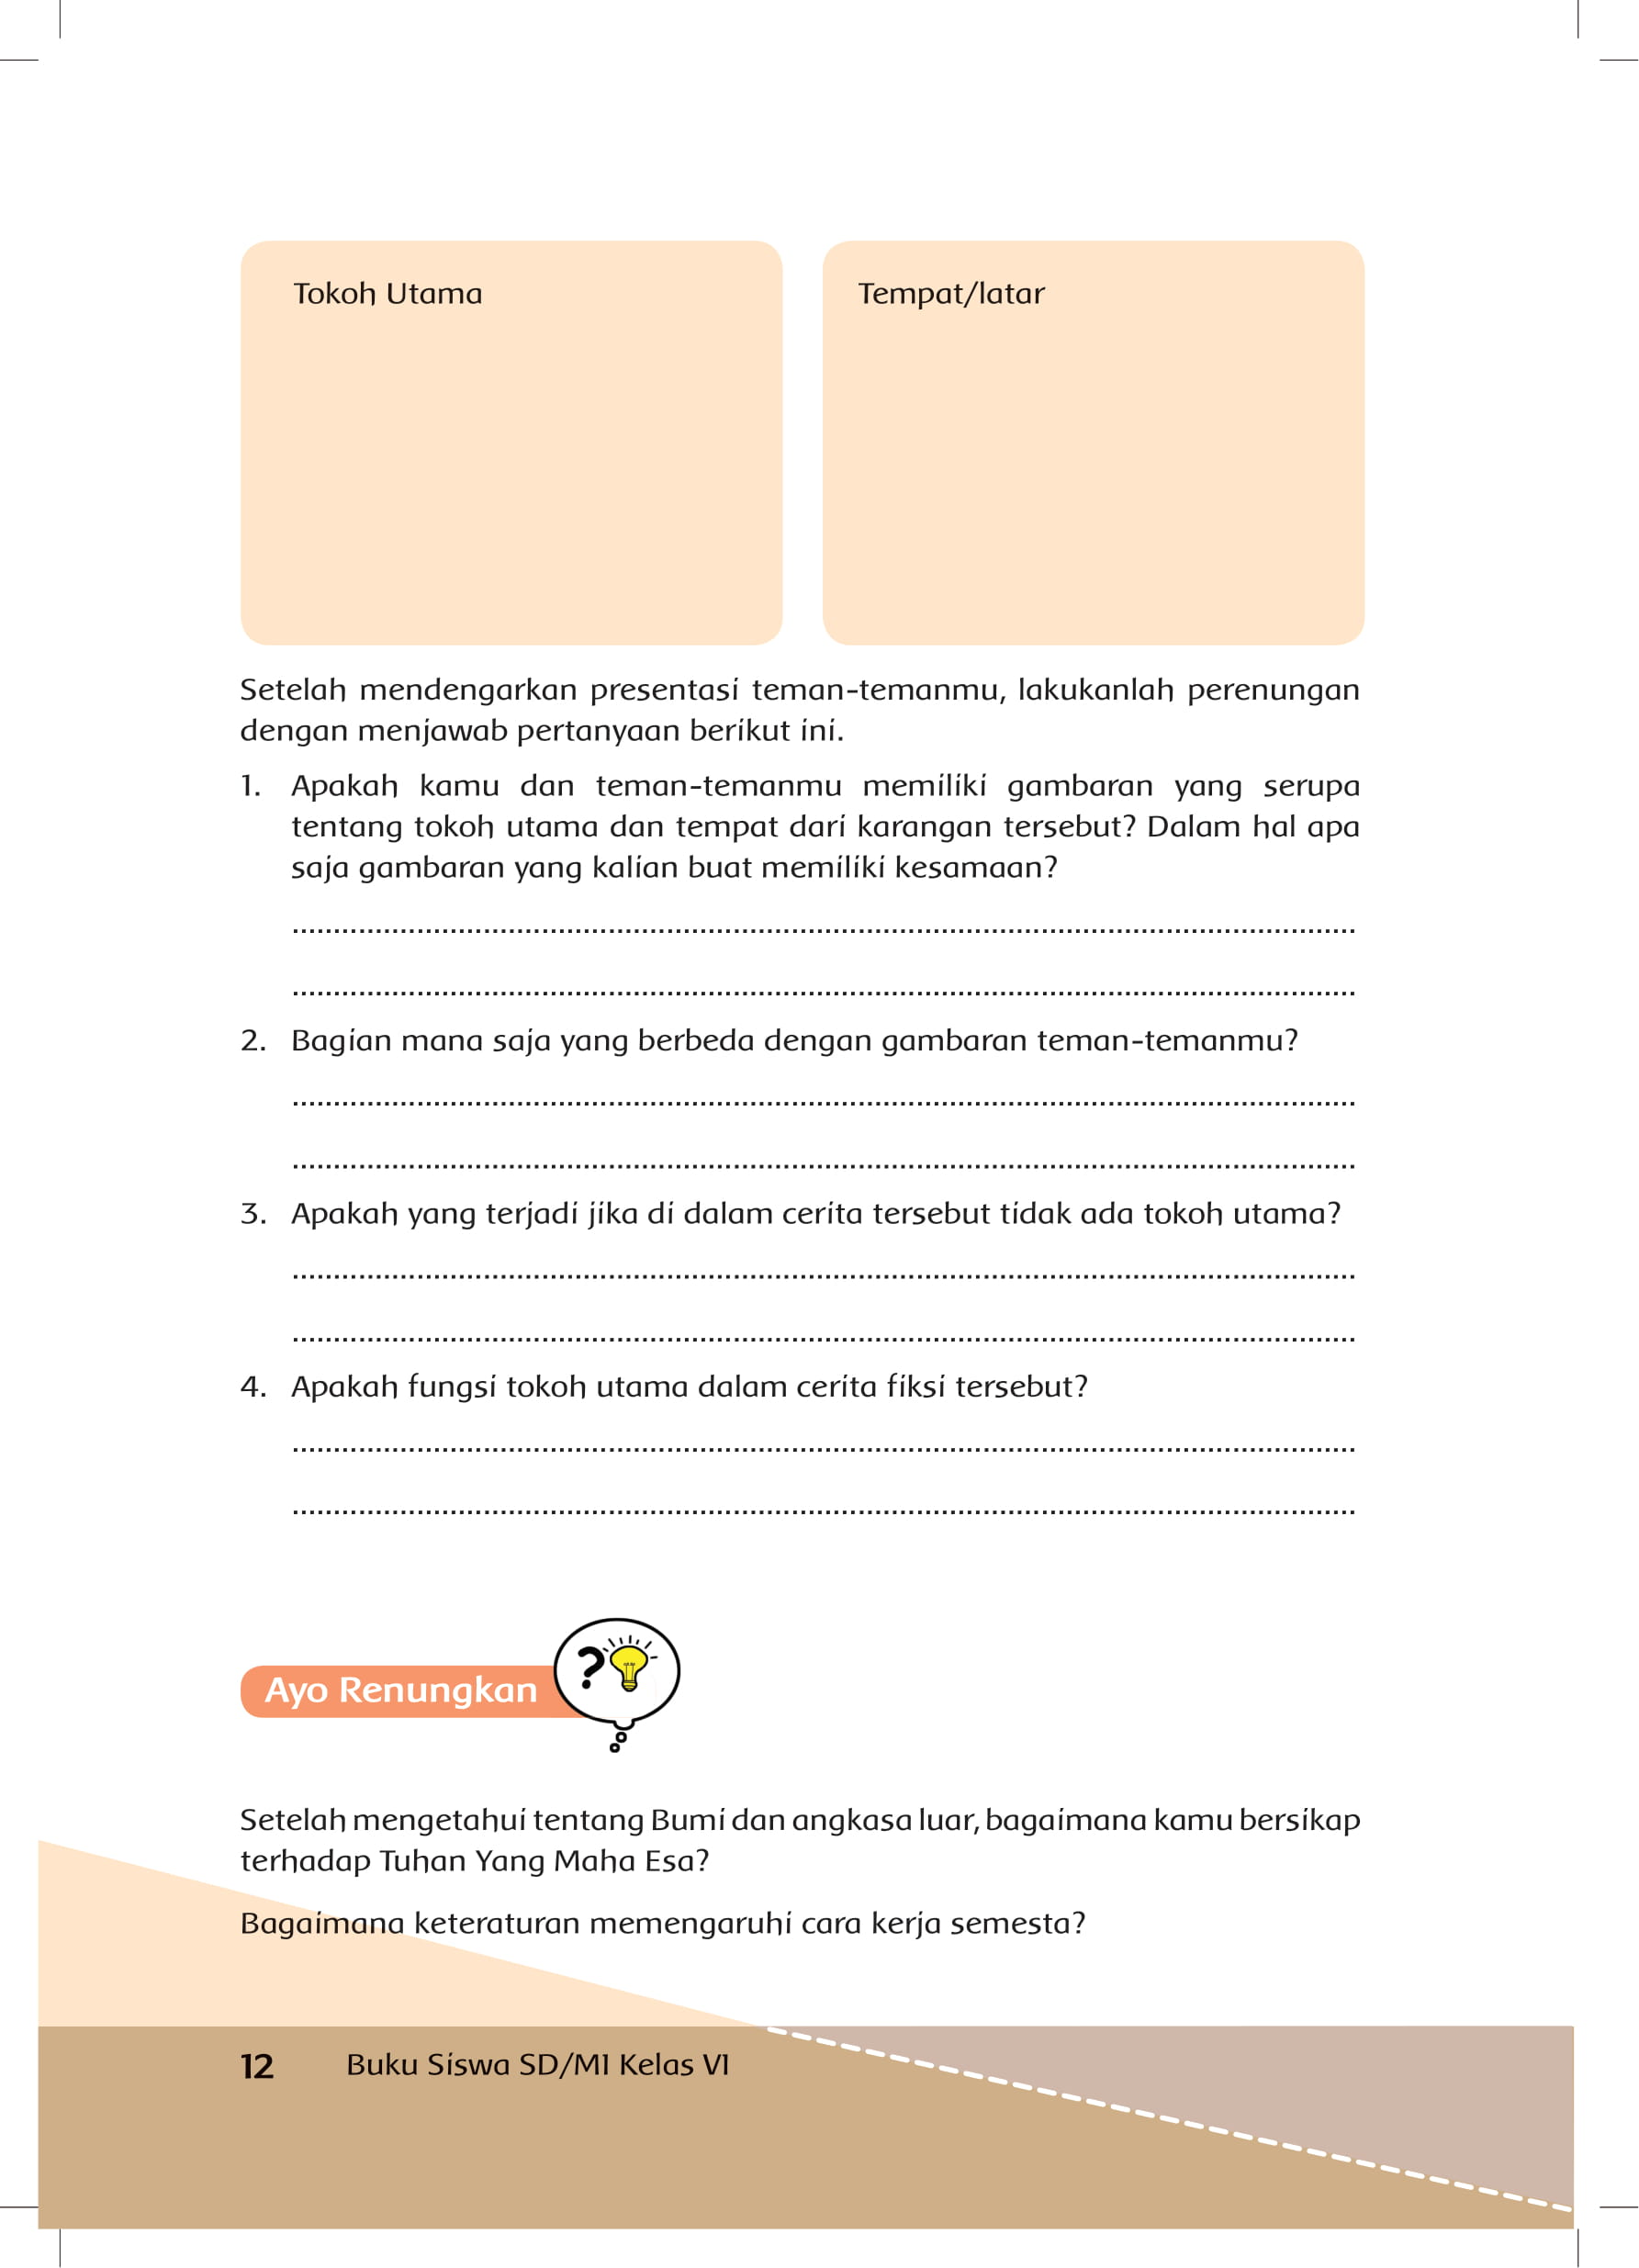 Tokoh Utama
Tempat/latar
Setelah mendengarkan presentasi teman-temanmu, lakukanlah perenungan
dengan menjawab pertanyaan berikut ini.
1. Apakah kamu dan teman-temanmu memiliki gambaran yang serupa
tentang tokoh utama dan tempat dari karangan tersebut? Dalam hal apa
saja gambaran yang kalian buat memiliki kesamaan?
2. Bagian mana saja yang berbeda dengan gambaran teman-temanmu?
3. Apakah yang terjadi jika di dalam cerita tersebut tidak ada tokoh utama?
4. Apakah fungsi tokoh utama dalam cerita fiksi tersebut?
?
Ayo Renungkan
Setelah mengetahui tentang Bumi dan angkasa luar, bagaimana kamu bersikap
terhadap Tuhan Yang Maha Esa?
Bagaimana keteraturan memengaruhi cara kerja semesta?
12 Buku Siswa SD/MI Kelas VI